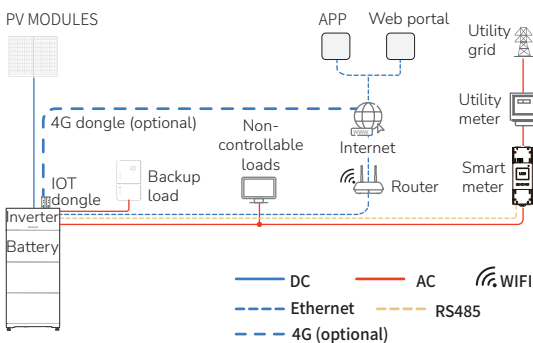 PV MODULES
APP
Web portal
Utility
grid
4G dongle (optional)
Non-
controllable
loads
WWW
Internet
Utility
meter
IOT
dongle
Backup
load
Router
Smart
meter
Inverter
Battery
DC
AC
WIFI
Ethernet
RS485
4G (optional)